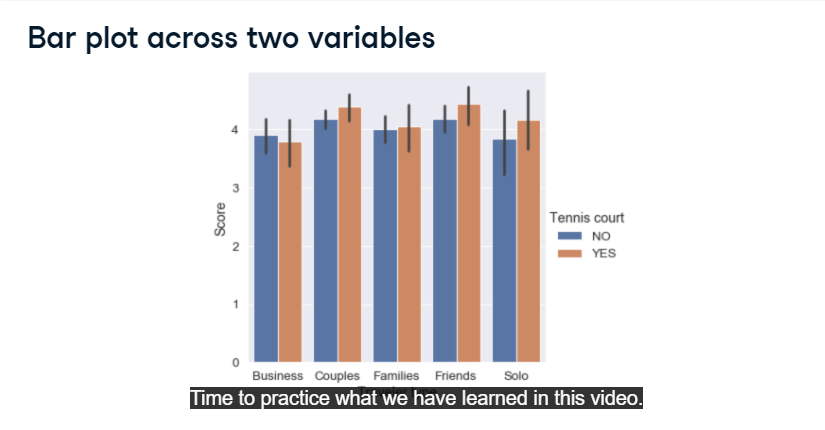 Bar plot across two variables
4
3
2
1
0
Score
Business Couples Families Friends Solo
Tennis court
NO
YES
Time to practice what we have learned in this video.